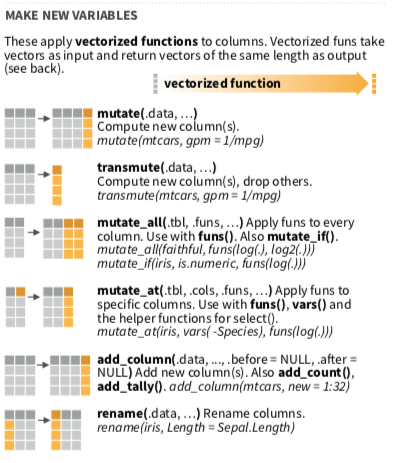 MAKE NEW VARIABLES
These apply vectorized functions to columns. Vectorized funs take
vectors as input and return vectors of the same length as output
(see back).
vectorized function
mutate(.data, …)
Compute new column(s).
mutate(mtcars, gpm = 1/mpg)
transmute(.data, …)
Compute new column(s), drop others.
transmute(mtcars, gpm = 1/mpg)
mutate_all(.tbl, .funs, …) Apply funs to every
column. Use with funs(). Also mutate_if().
mutate_all(faithful, funs(log(.), log2(.)))
mutate_if(iris, is.numeric, funs(log(.)))
mutate_at(.tbl, .cols, .funs, …) Apply funs to
specific columns. Use with funs(), vars() and
the helper functions for select().
mutate_at(iris, vars( -Species), funs(log(.)))
add_column(.data, ..., .before = NULL, .after =
NULL) Add new column(s). Also add_count(),
add_tally(). add_column(mtcars, new = 1:32)
rename(.data, …) Rename columns.
rename(iris, Length = Sepal.Length)